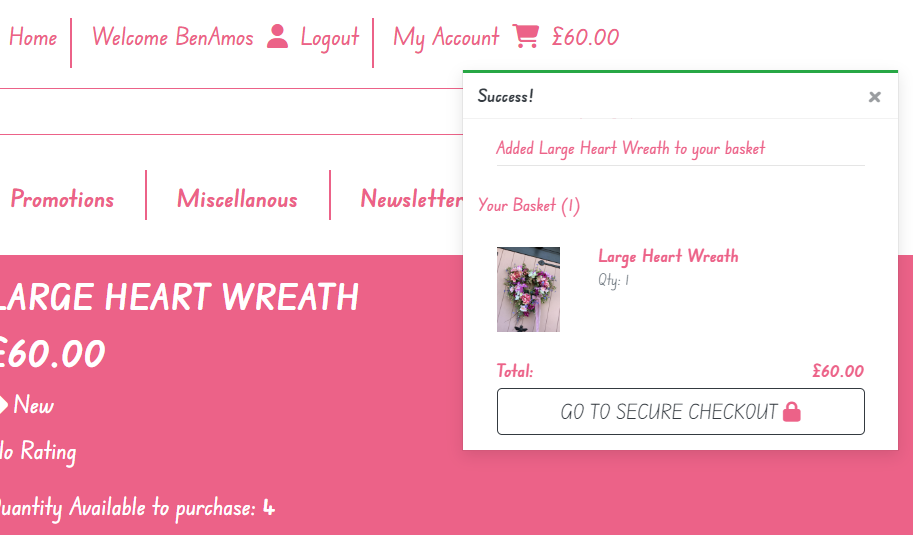 Home Welcome BenAmos Logout My Account £60.00
Success!
Added Large Heart Wreath to your basket
Promotions Miscellanous Newsletter
Your Basket (1)
Large Heart Wreath
Qty: 1
LARGE HEART WREATH
£60.00
Total: £60.00
New
GO TO SECURE CHECKOUT
No Rating
Quantity Available to purchase: 4